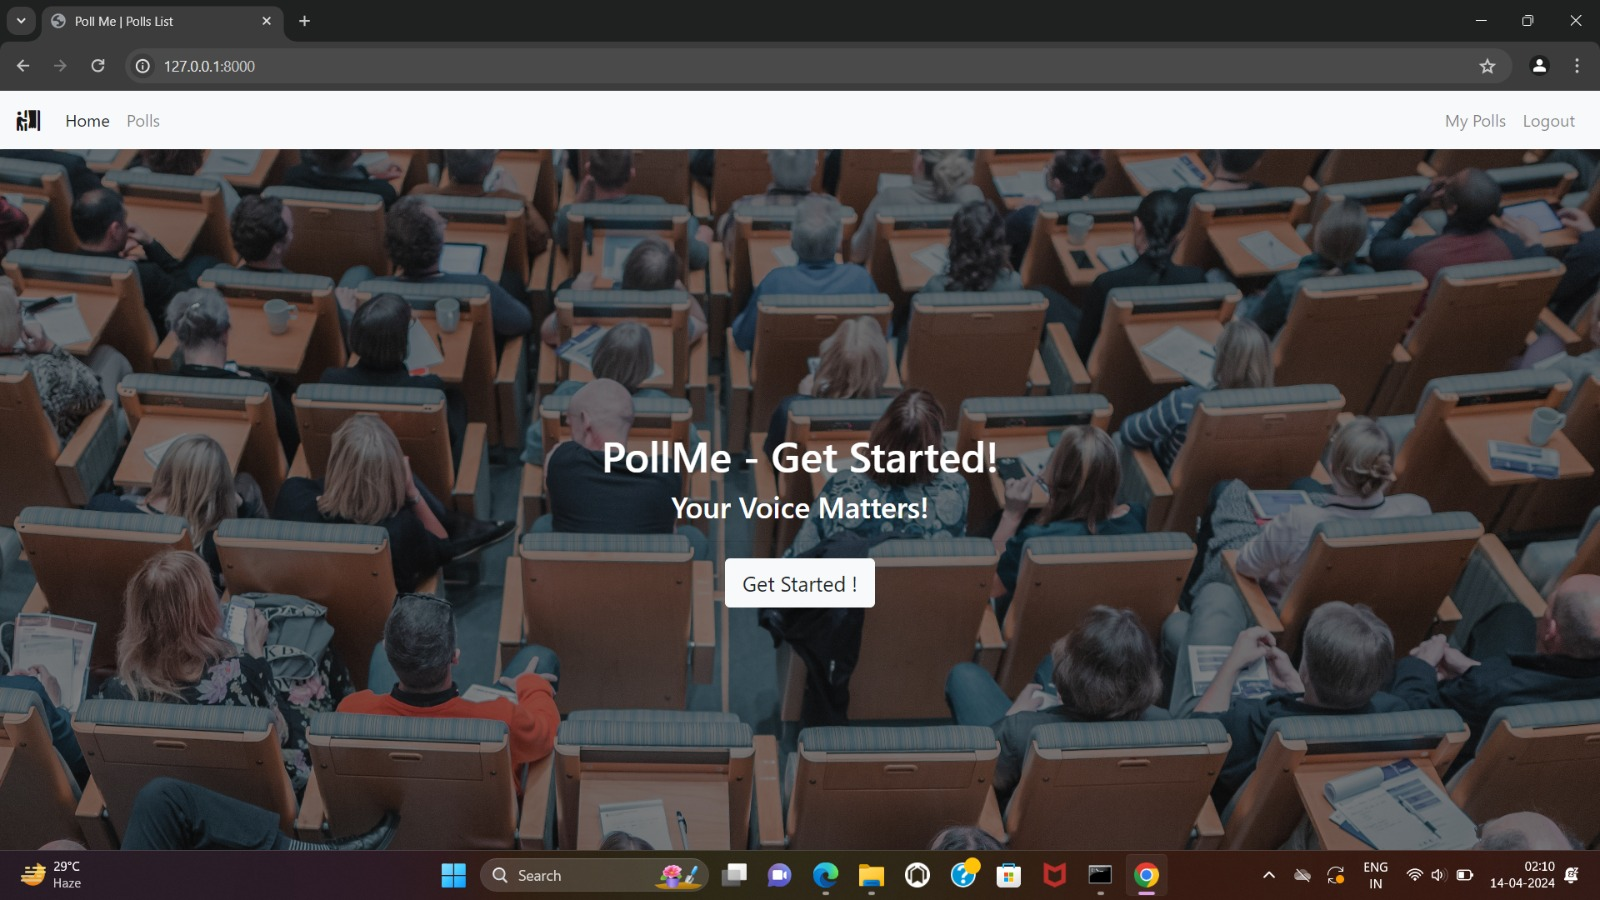 Poll Me | Polls List
127.0.0.1:8000
Home Polls My Polls Logout
PollMe - Get Started!
Your Voice Matters!
Get Started !
29°C
Haze
Search
ENG
IN
02:10
14-04-2024